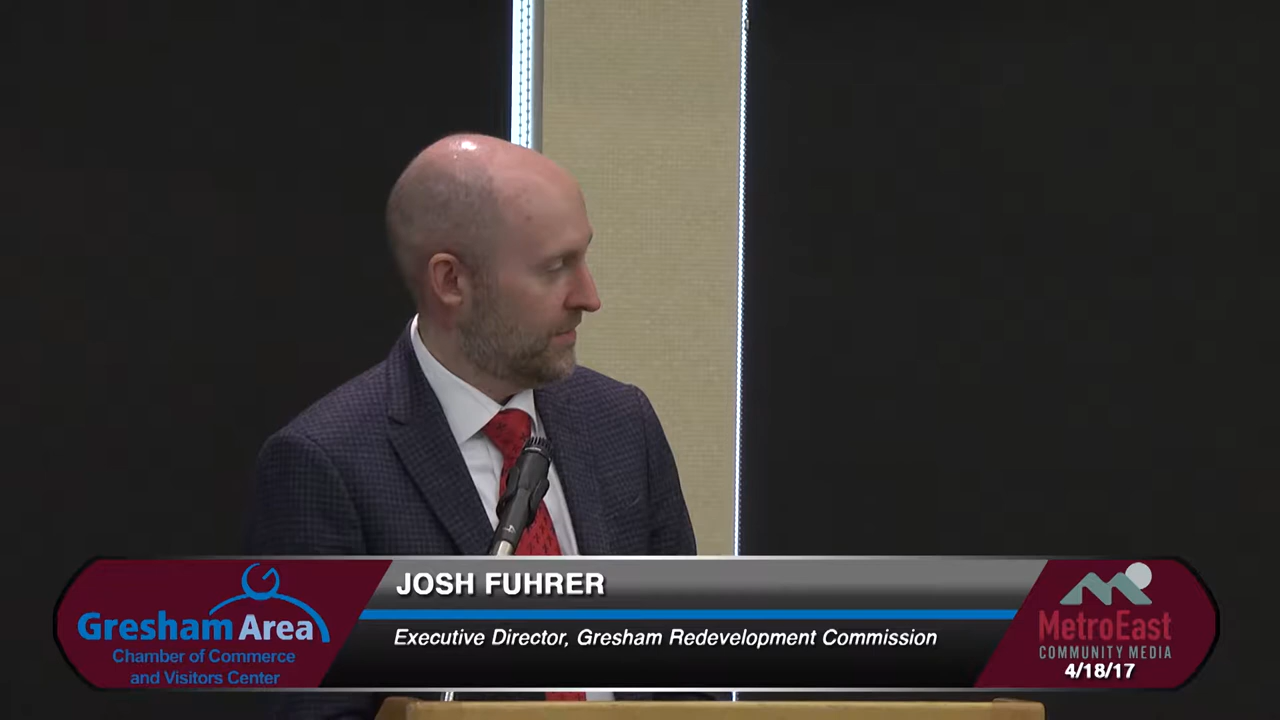 JOSH FUHRER
Executive Director, Gresham Redevelopment Commission
Gresham Area
Chamber of Commerce
and Visitors Center
MetroEast
COMMUNITY MEDIA
4/18/17